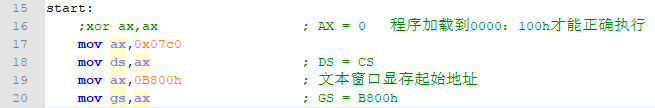 15 start:
16 ;xor ax,ax ; AX = 0 程序加载到0000：100h才能正确执行
17 mov ax,0x07c0
18 mov ds,ax ; DS = CS
19 mov ax,0B800h ; 文本窗口显存起始地址
20 mov gs,ax ; GS = B800h